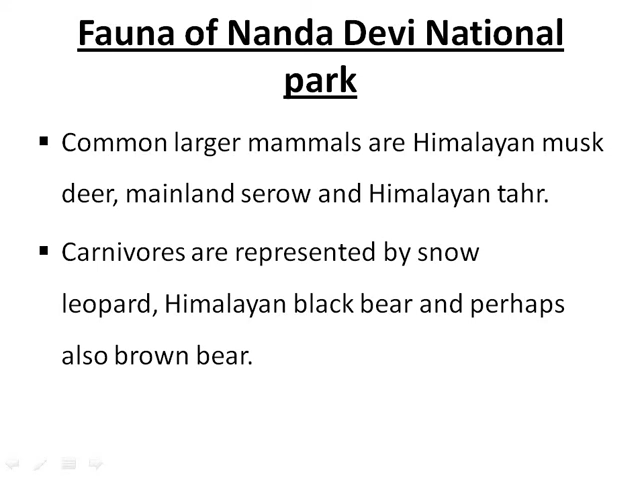 Fauna of Nanda Devi National
park
▪ Common larger mammals are Himalayan musk
deer, mainland serow and Himalayan tahr.
▪ Carnivores are represented by snow
leopard, Himalayan black bear and perhaps
also brown bear.